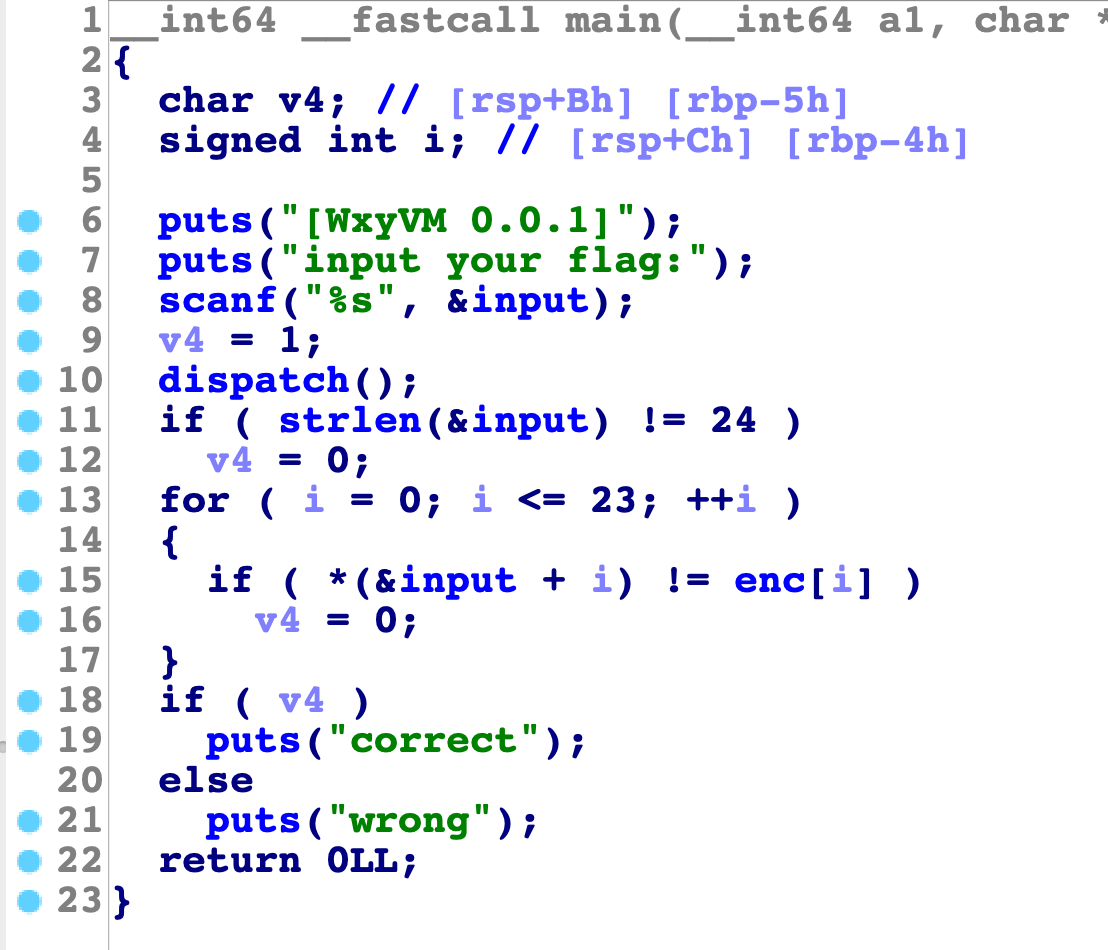 1 __int64 __fastcall main(__int64 a1, char *
2 {
3   char v4; // [rsp+Bh] [rbp-5h]
4   signed int i; // [rsp+Ch] [rbp-4h]
5
6   puts("[WxyVM 0.0.1]");
7   puts("input your flag:");
8   scanf("%s", &input);
9   v4 = 1;
10   dispatch();
11   if ( strlen(&input) != 24 )
12     v4 = 0;
13   for ( i = 0; i <= 23; ++i )
14   {
15     if ( *(&input + i) != enc[i] )
16       v4 = 0;
17   }
18   if ( v4 )
19     puts("correct");
20   else
21     puts("wrong");
22   return 0LL;
23 }